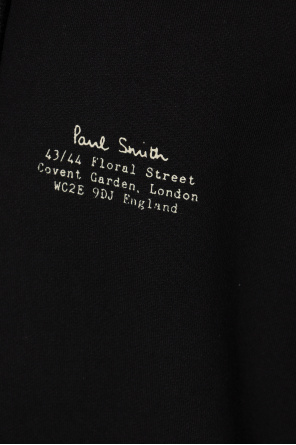 Paul Smith
43/44 Floral Street
Covent Garden, London
WC2E 9DJ England